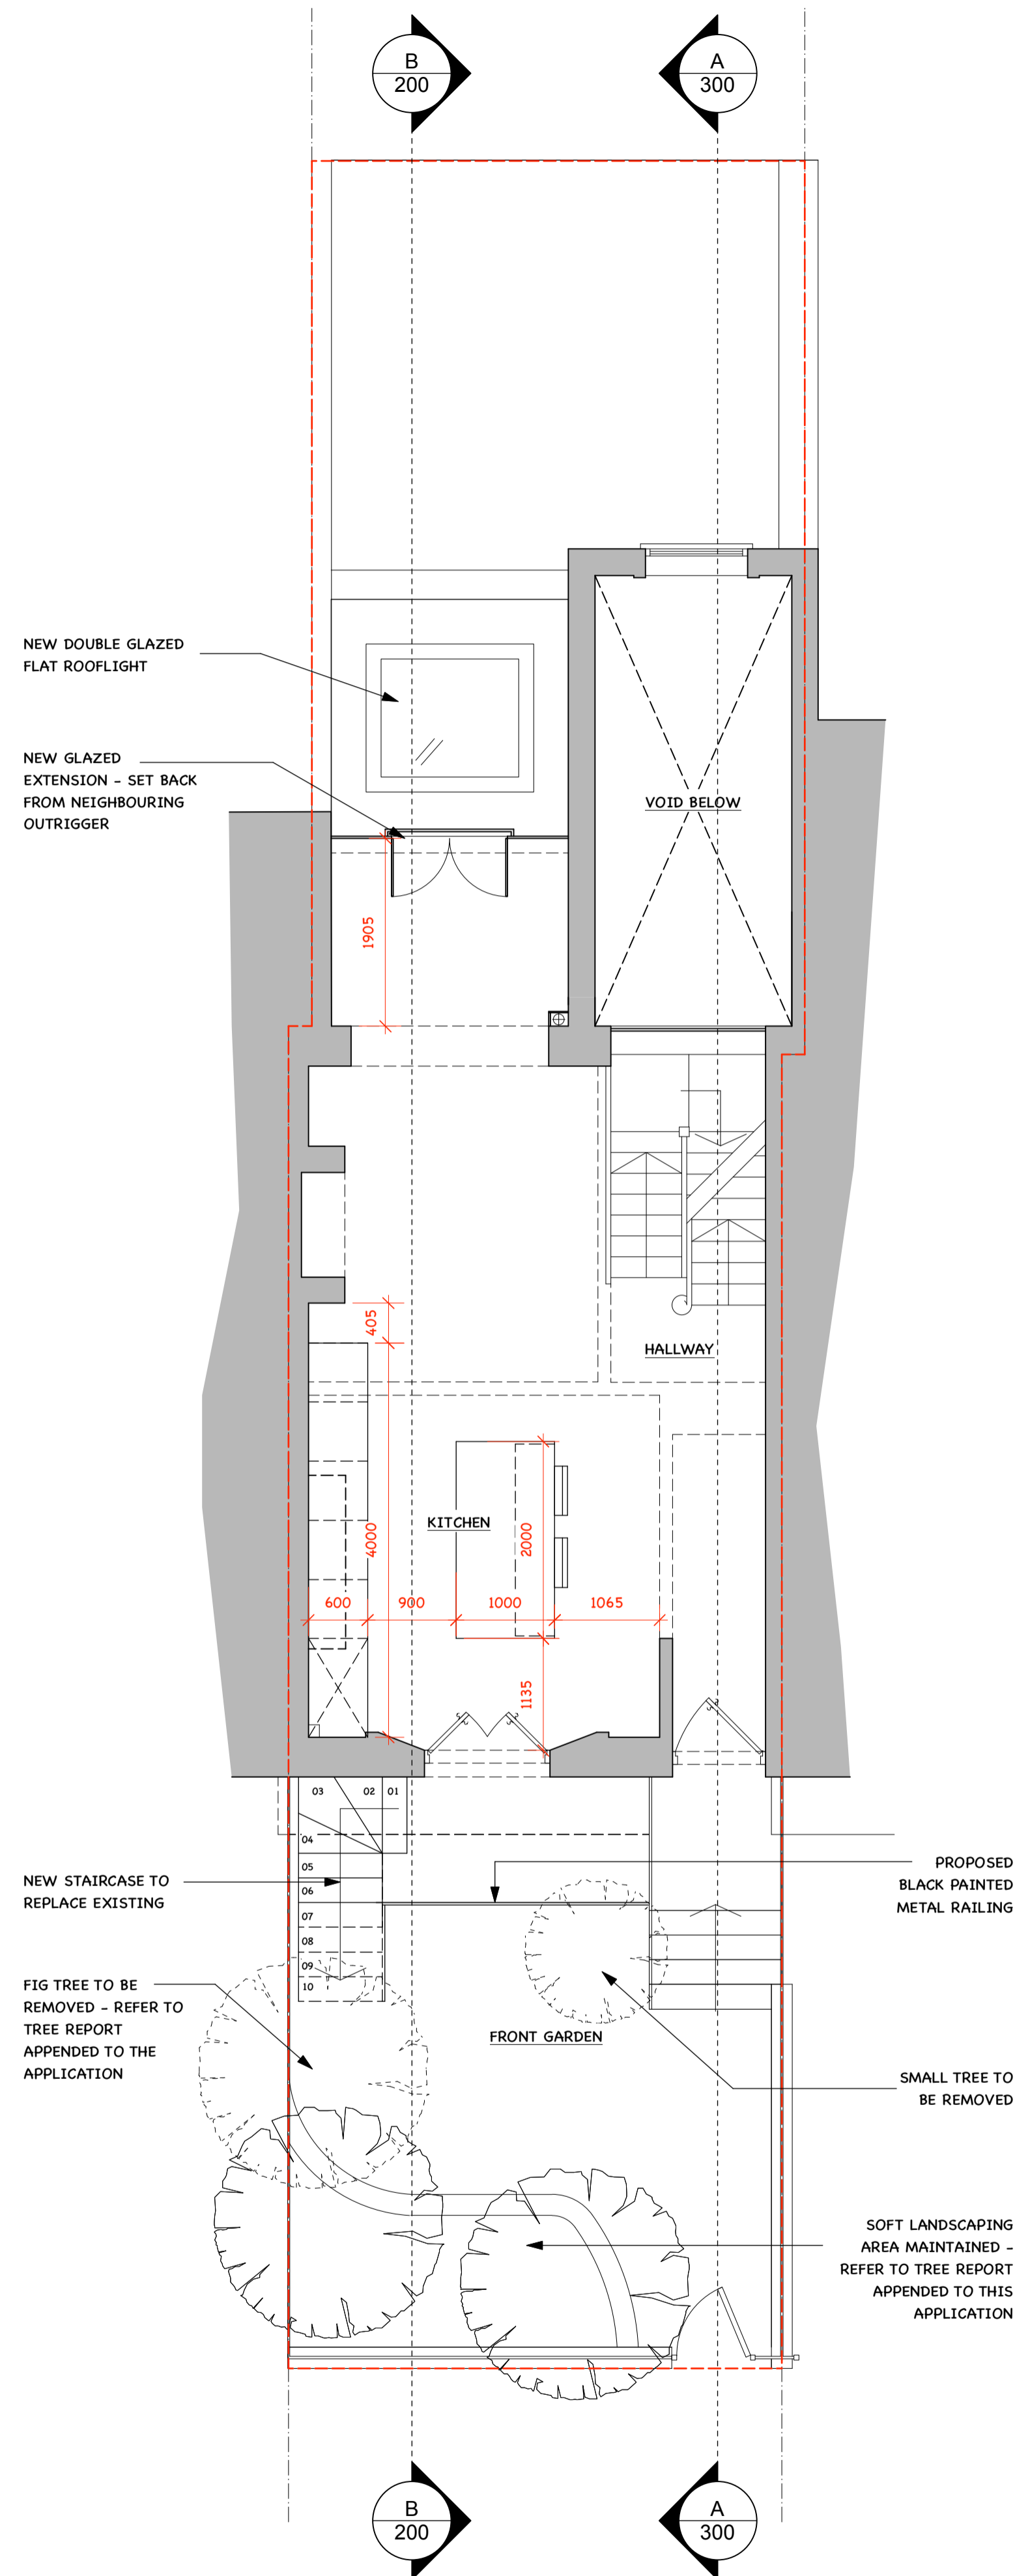 B
200
A
300
NEW DOUBLE GLAZED
FLAT ROOFLIGHT
NEW GLAZED
EXTENSION - SET BACK
FROM NEIGHBOURING
OUTRIGGER
VOID BELOW
1905
405
HALLWAY
KITCHEN
4000
2000
600
900
1000
1065
1135
03
02
01
04
05
06
07
08
09
10
NEW STAIRCASE TO
REPLACE EXISTING
PROPOSED
BLACK PAINTED
METAL RAILING
FIG TREE TO BE
REMOVED - REFER TO
TREE REPORT
APPENDED TO THE
APPLICATION
FRONT GARDEN
SMALL TREE TO
BE REMOVED
SOFT LANDSCAPING
AREA MAINTAINED -
REFER TO TREE REPORT
APPENDED TO THIS
APPLICATION
B
200
A
300